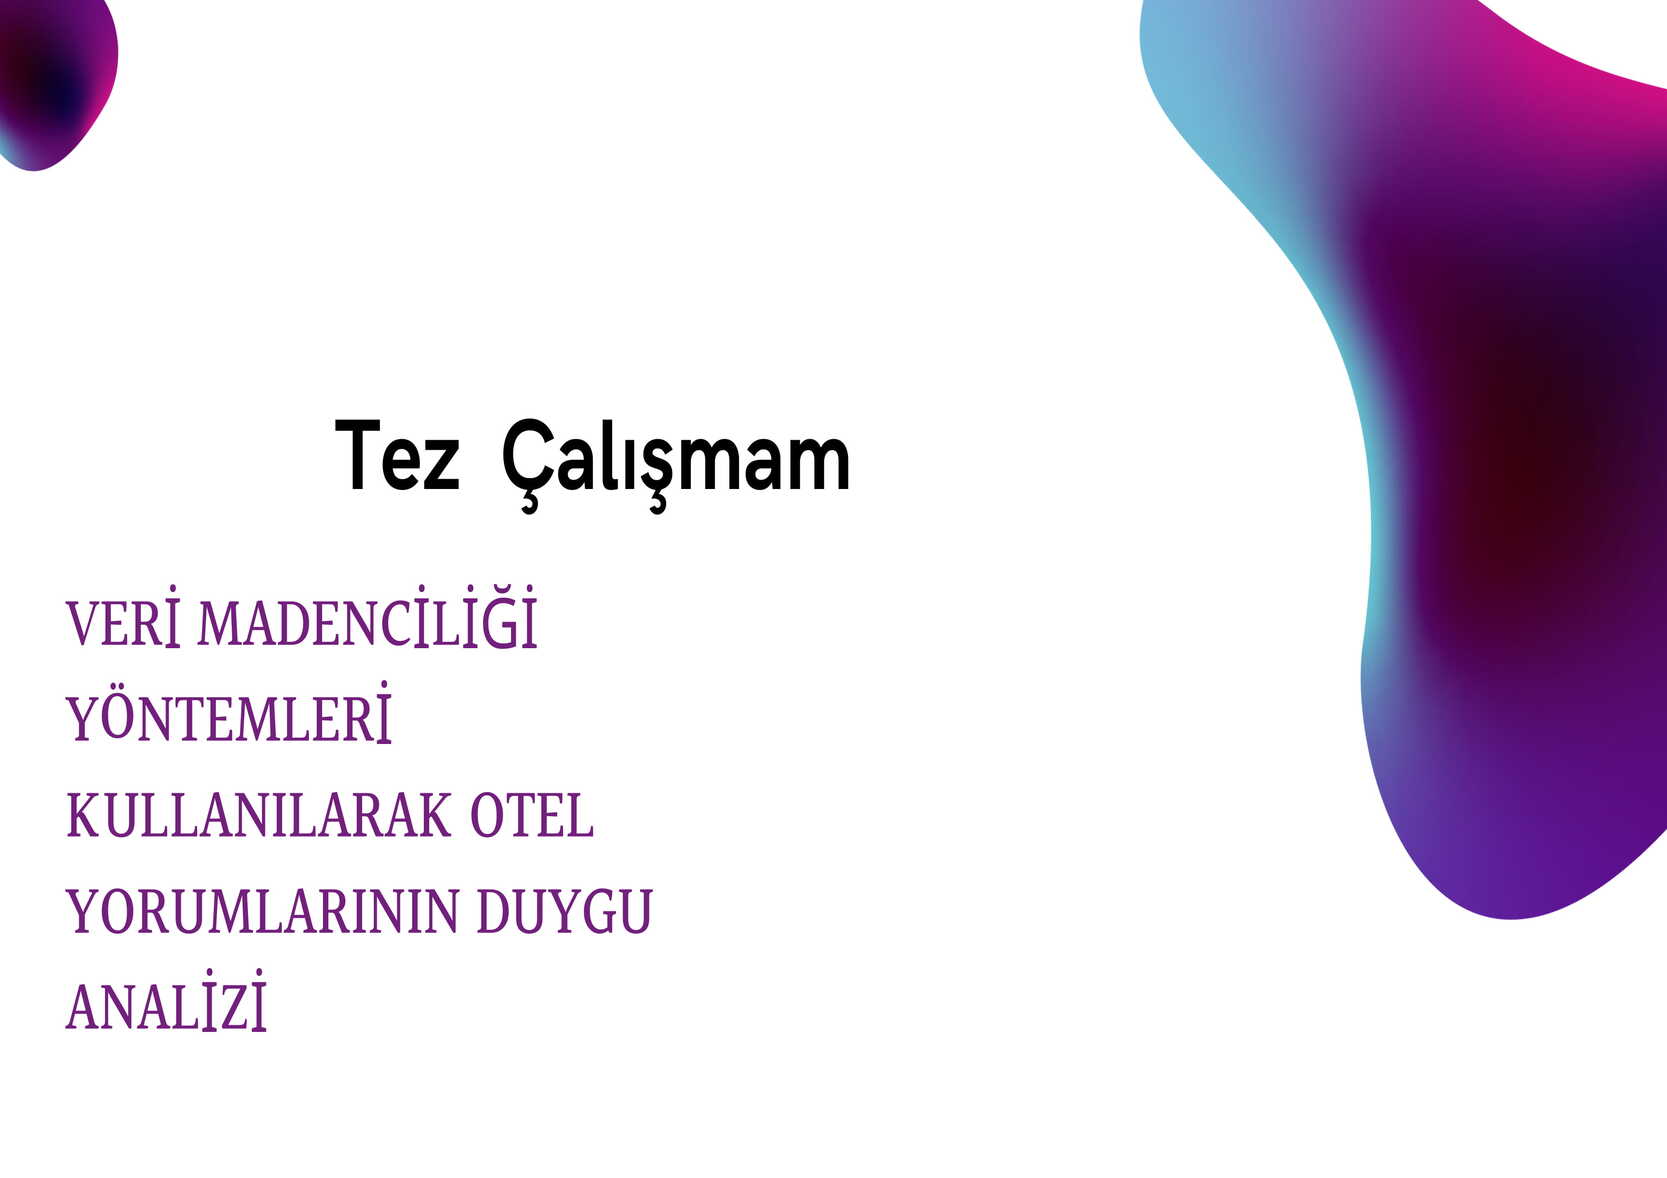 Tez Çalışmam
VERİ MADENCİLİĞİ
YÖNTEMLERİ
KULLANILARAK OTEL
YORUMLARININ DUYGU
ANALİZİ